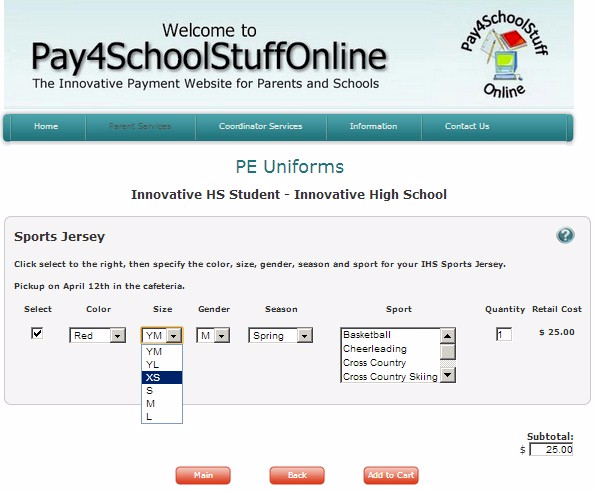 Welcome to
Pay4SchoolStuffOnline
The Innovative Payment Website for Parents and Schools
Pay4SchoolStuff
Online
Home Parent Services Coordinator Services Information Contact Us
PE Uniforms
Innovative HS Student - Innovative High School
Sports Jersey
?
Click select to the right, then specify the color, size, gender, season and sport for your IHS Sports Jersey.
Pickup on April 12th in the cafeteria.
Select Color Size Gender Season Sport Quantity Retail Cost
Red YM M Spring 1 $ 25.00
Basketball
Cheerleading
Cross Country
Cross Country Skiing
YM
YL
XS
S
M
L
Subtotal:
$ 25.00
Main Back Add to Cart